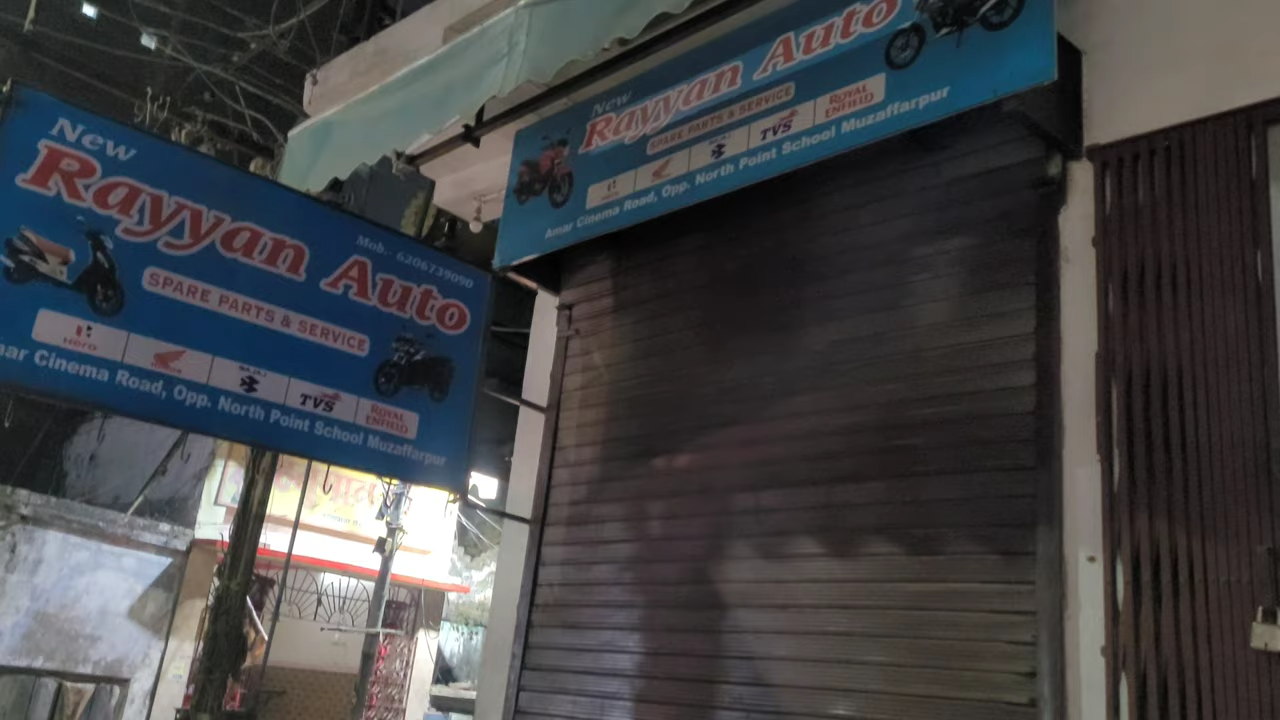 New
Rayyan Auto
Mob.- 6206739090
SPARE PARTS & SERVICE
Hero
BAJAJ
TVS
ROYAL ENFIELD
Cinema Road, Opp. North Point School Muzaffarpur
New
Rayyan Auto
SPARE PARTS & SERVICE
TVS
ROYAL ENFIELD
Amar Cinema Road, Opp. North Point School Muzaffarpur